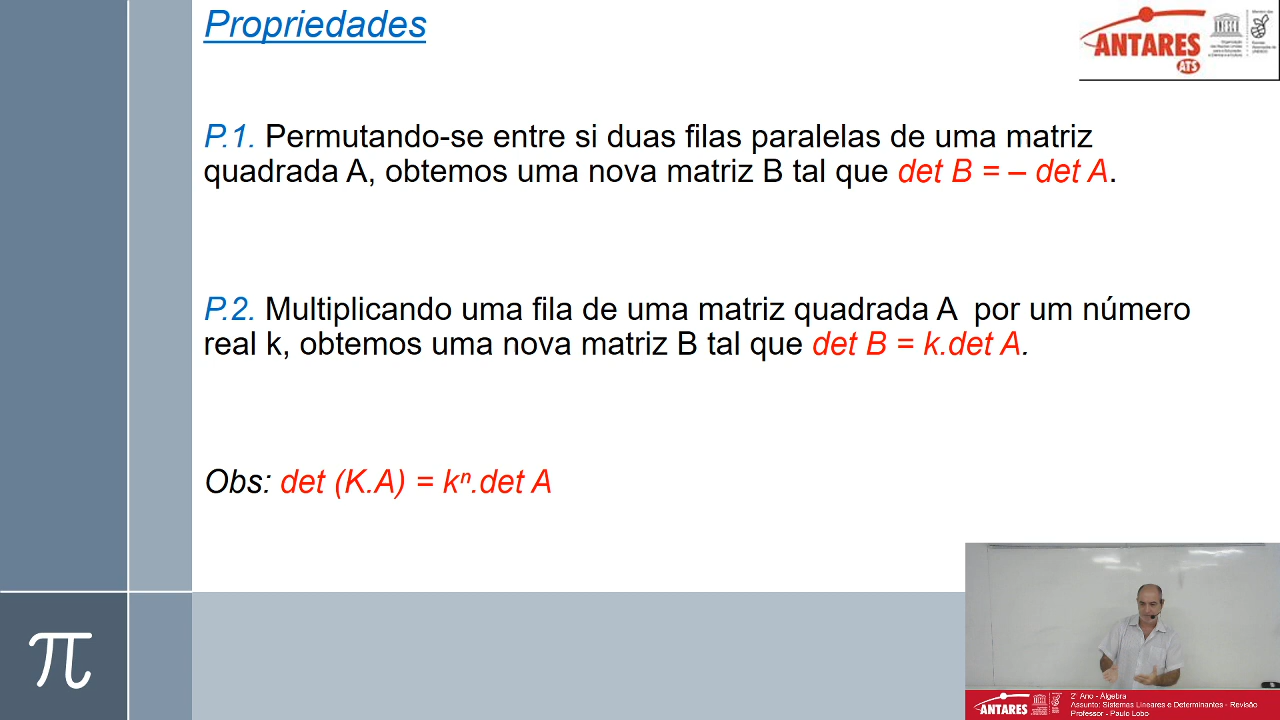 Propriedades
ANTARES
ATS
UNESCO
P.1. Permutando-se entre si duas filas paralelas de uma matriz
quadrada A, obtemos uma nova matriz B tal que det B = – det A.
P.2. Multiplicando uma fila de uma matriz quadrada A por um número
real k, obtemos uma nova matriz B tal que det B = k.det A.
Obs: det (K.A) = kⁿ.det A
π
ANTARES
2° Ano - Álgebra
Assunto: Sistemas Lineares e Determinantes - Revisão
Professor - Paulo Lobo